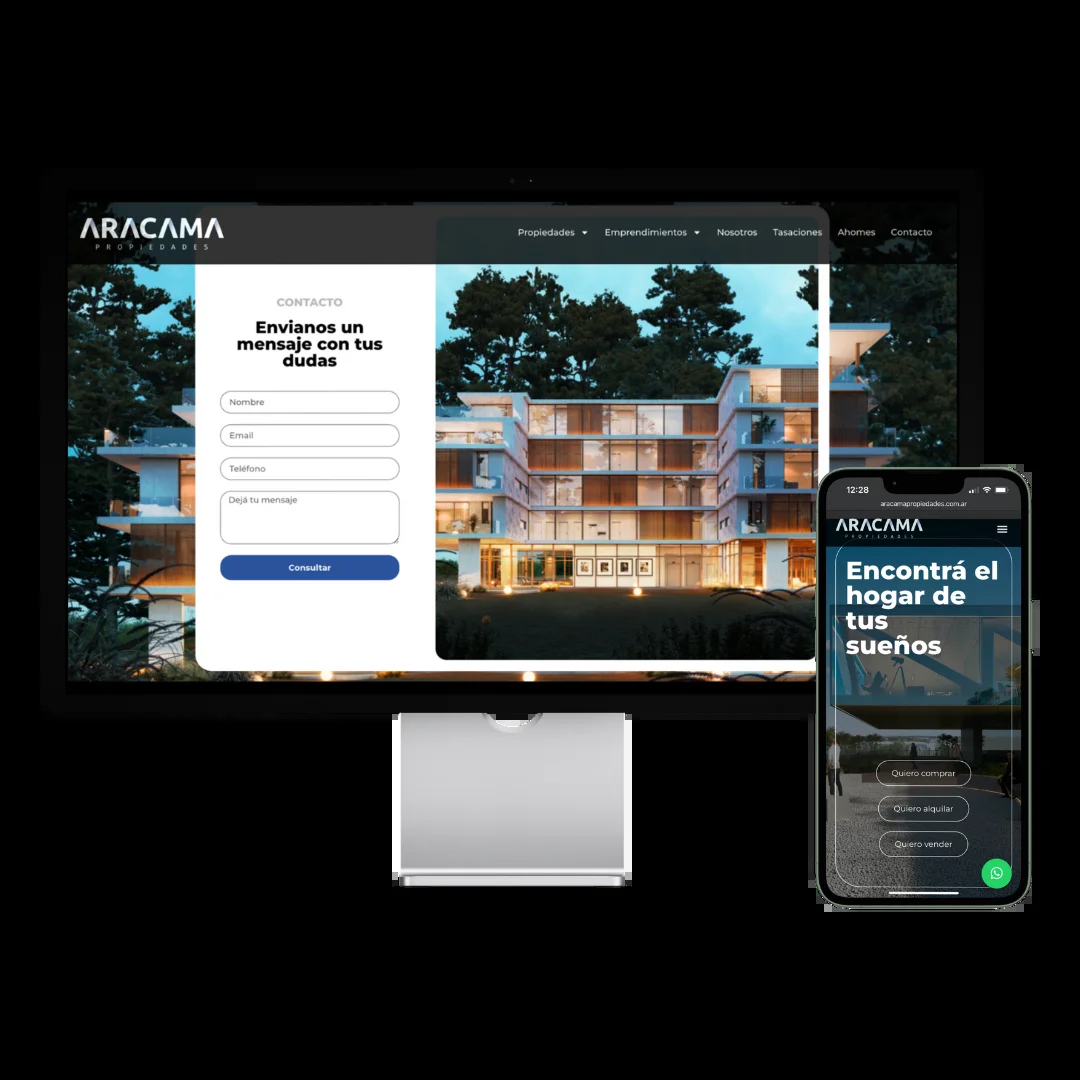 ARACAMA
PROPIEDADES
Propiedades Emprendimientos Nosotros Tasaciones Ahomes Contacto
CONTACTO
Envianos un
mensaje con tus
dudas
Nombre
Email
Teléfono
Dejá tu mensaje
Consultar
12:28
aracamapropiedades.com.ar
ARACAMA
PROPIEDADES
Encontrá el
hogar de
tus
sueños
Quiero comprar
Quiero alquilar
Quiero vender